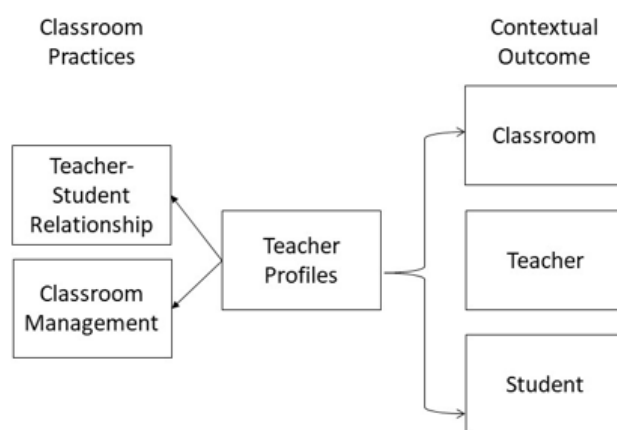 Classroom
Practices
Contextual
Outcome
Teacher-
Student
Relationship
Classroom
Management
Teacher
Profiles
Classroom
Teacher
Student